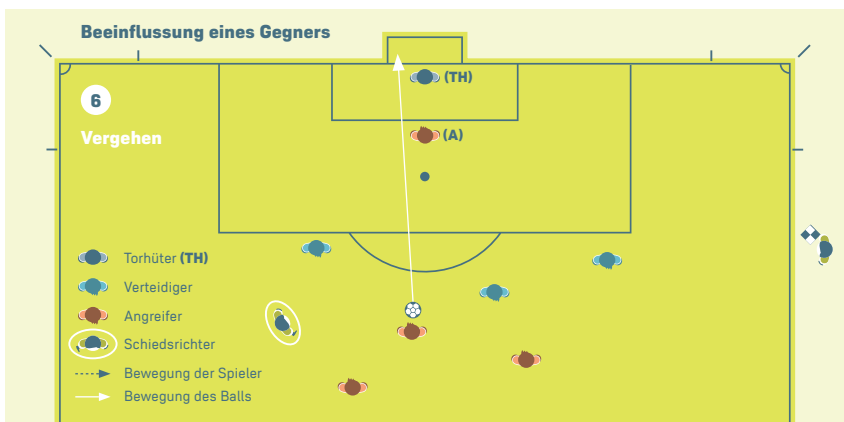 Beeinflussung eines Gegners
(TH)
6
(A)
Vergehen
Torhüter (TH)
Verteidiger
Angreifer
Schiedsrichter
Bewegung der Spieler
Bewegung des Balls